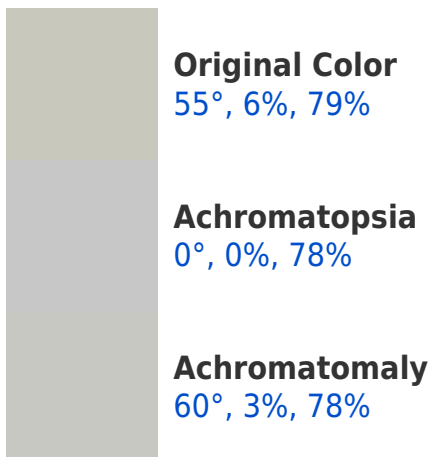 Original Color
55°, 6%, 79%
Achromatopsia
0°, 0%, 78%
Achromatomaly
60°, 3%, 78%